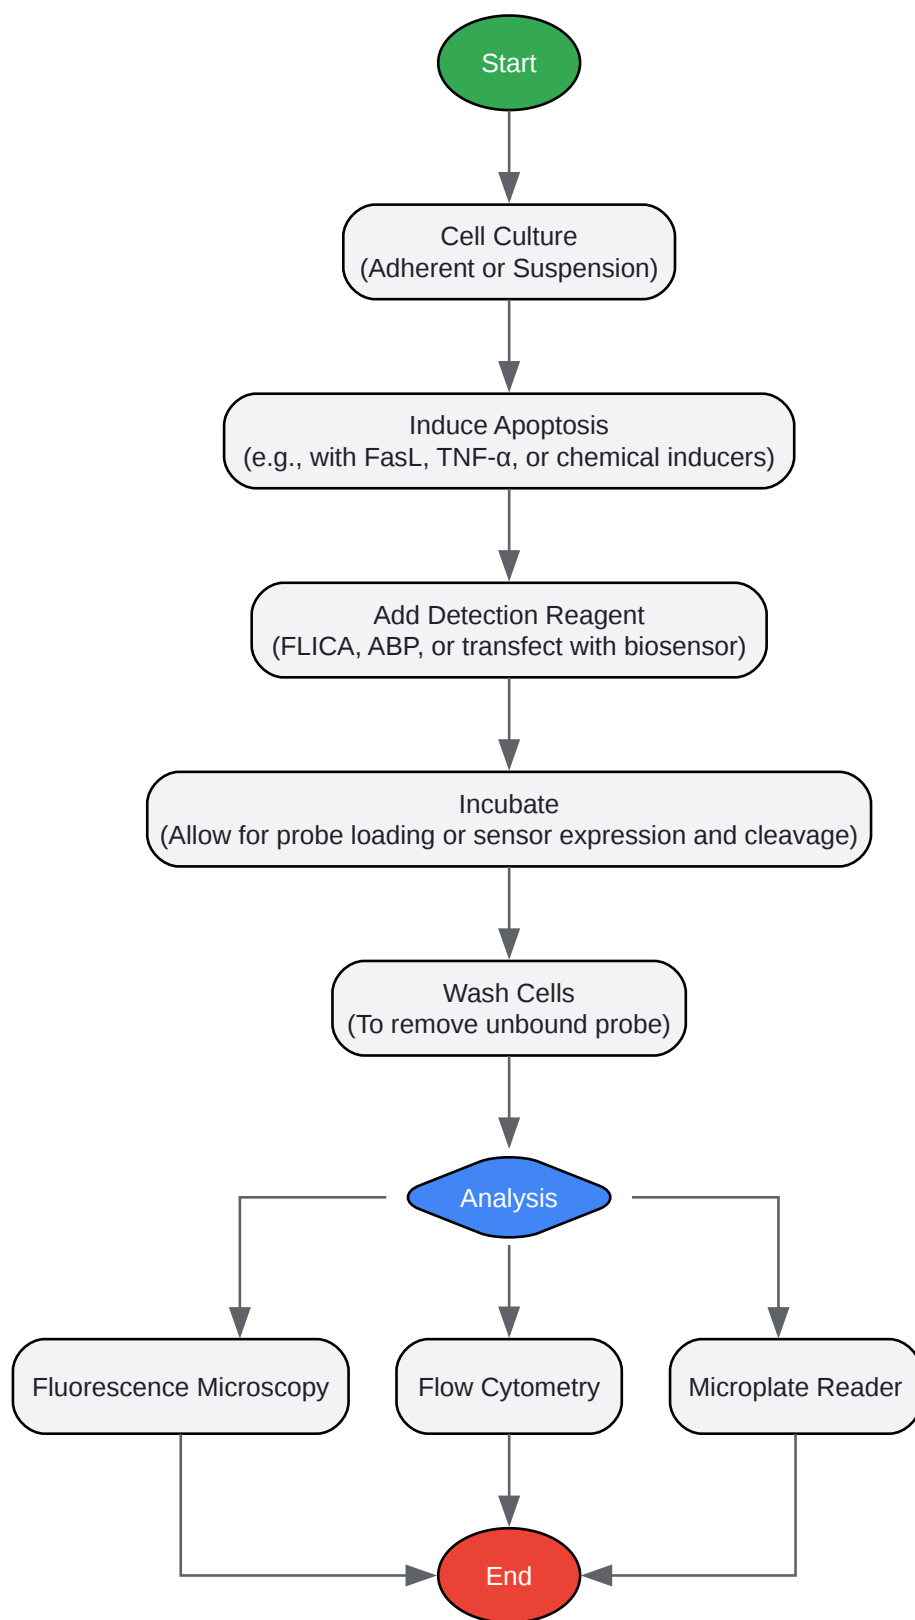 Start
Cell Culture
(Adherent or Suspension)
Induce Apoptosis
(e.g., with FasL, TNF-α, or chemical inducers)
Add Detection Reagent
(FLICA, ABP, or transfect with biosensor)
Incubate
(Allow for probe loading or sensor expression and cleavage)
Wash Cells
(To remove unbound probe)
Analysis
Fluorescence Microscopy
Flow Cytometry
Microplate Reader
End